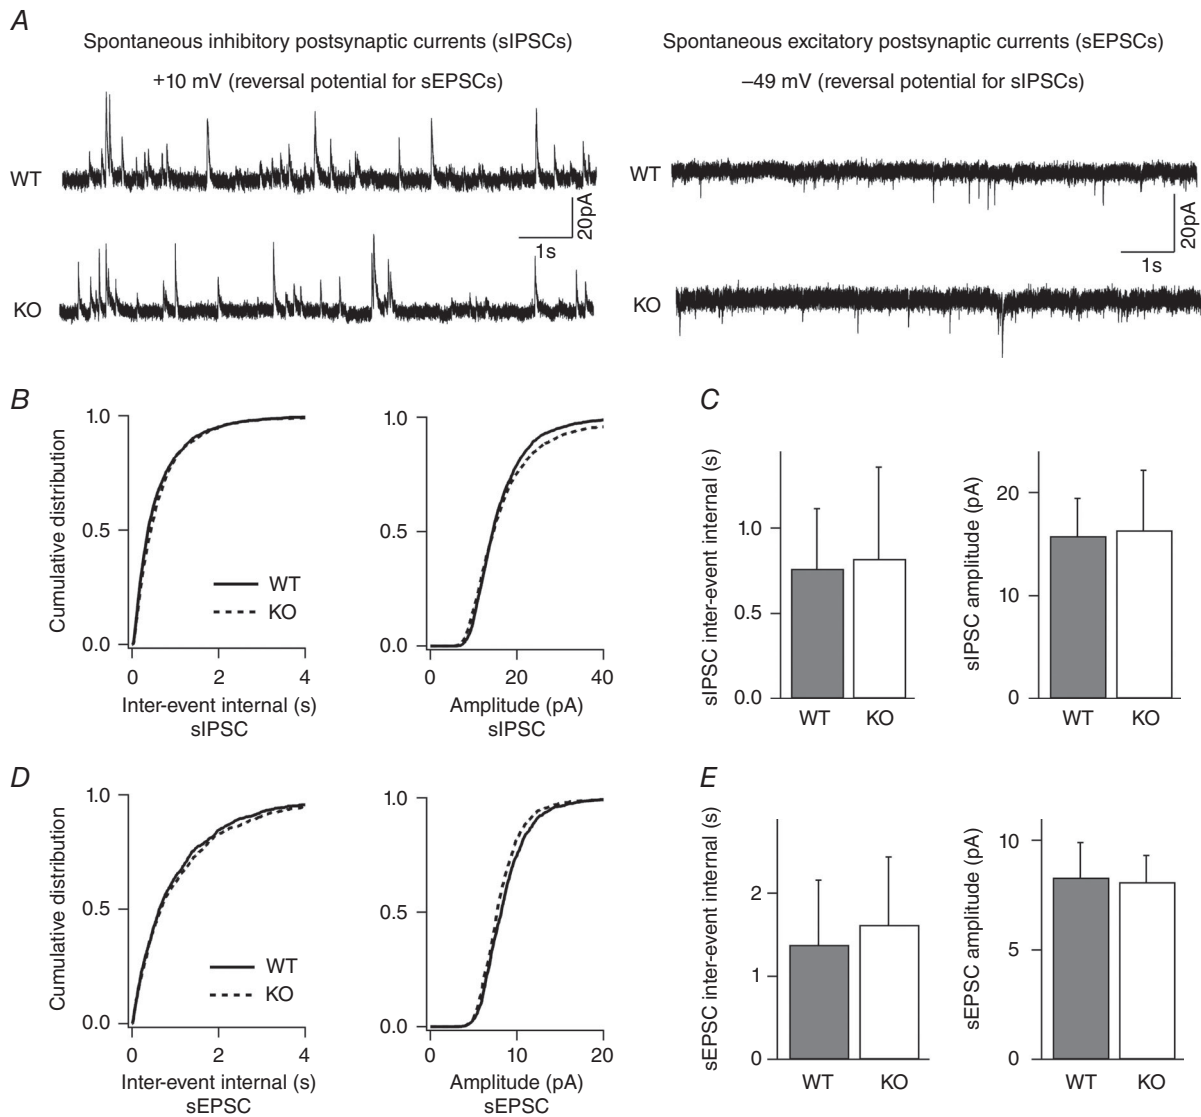 A
Spontaneous inhibitory postsynaptic currents (sIPSCs)
+10 mV (reversal potential for sEPSCs)
WT
20pA
1s
KO
Spontaneous excitatory postsynaptic currents (sEPSCs)
–49 mV (reversal potential for sIPSCs)
WT
20pA
1s
KO
B
Cumulative distribution
1.0
0.5
0.0
WT
KO
0 2 4
Inter-event internal (s)
sIPSC
1.0
0.5
0.0
0 20 40
Amplitude (pA)
sIPSC
C
sIPSC inter-event internal (s)
1.0
0.5
0.0
WT KO
sIPSC amplitude (pA)
20
10
0
WT KO
D
Cumulative distribution
1.0
0.5
0.0
WT
KO
0 2 4
Inter-event internal (s)
sEPSC
1.0
0.5
0.0
0 10 20
Amplitude (pA)
sEPSC
E
sEPSC inter-event internal (s)
2
1
0
WT KO
sEPSC amplitude (pA)
10
5
0
WT KO